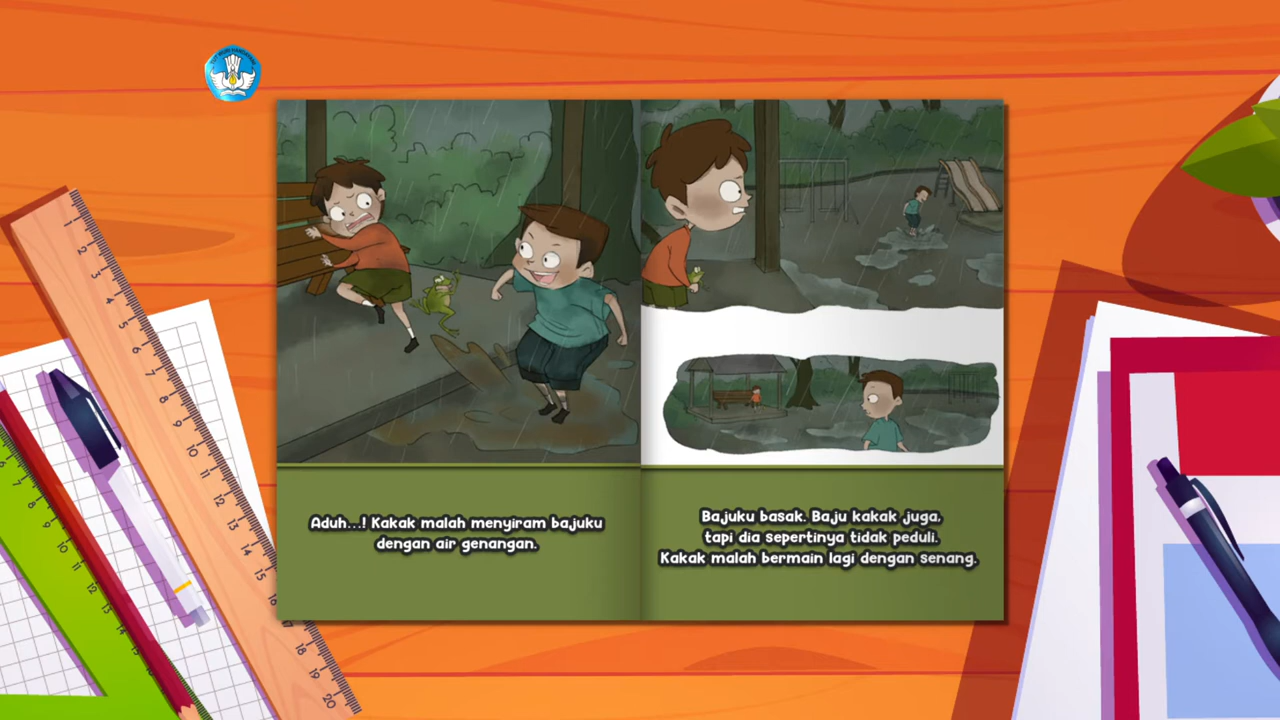 Aduh...! Kakak malah menyiram bajuku
dengan air genangan.
Bajuku basak. Baju kakak juga,
tapi dia sepertinya tidak peduli.
Kakak malah bermain lagi dengan senang.